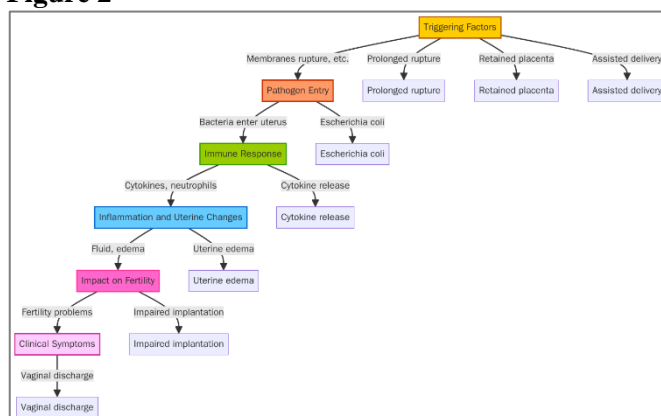 Figure 2
Triggering Factors
Membranes rupture, etc. Prolonged rupture Retained placenta Assisted delivery
Pathogen Entry Prolonged rupture Retained placenta Assisted delivery
Bacteria enter uterus Escherichia coli
Immune Response Escherichia coli
Cytokines, neutrophils Cytokine release
Inflammation and Uterine Changes Cytokine release
Fluid, edema Uterine edema
Impact on Fertility Uterine edema
Fertility problems Impaired implantation
Clinical Symptoms Impaired implantation
Vaginal discharge
Vaginal discharge